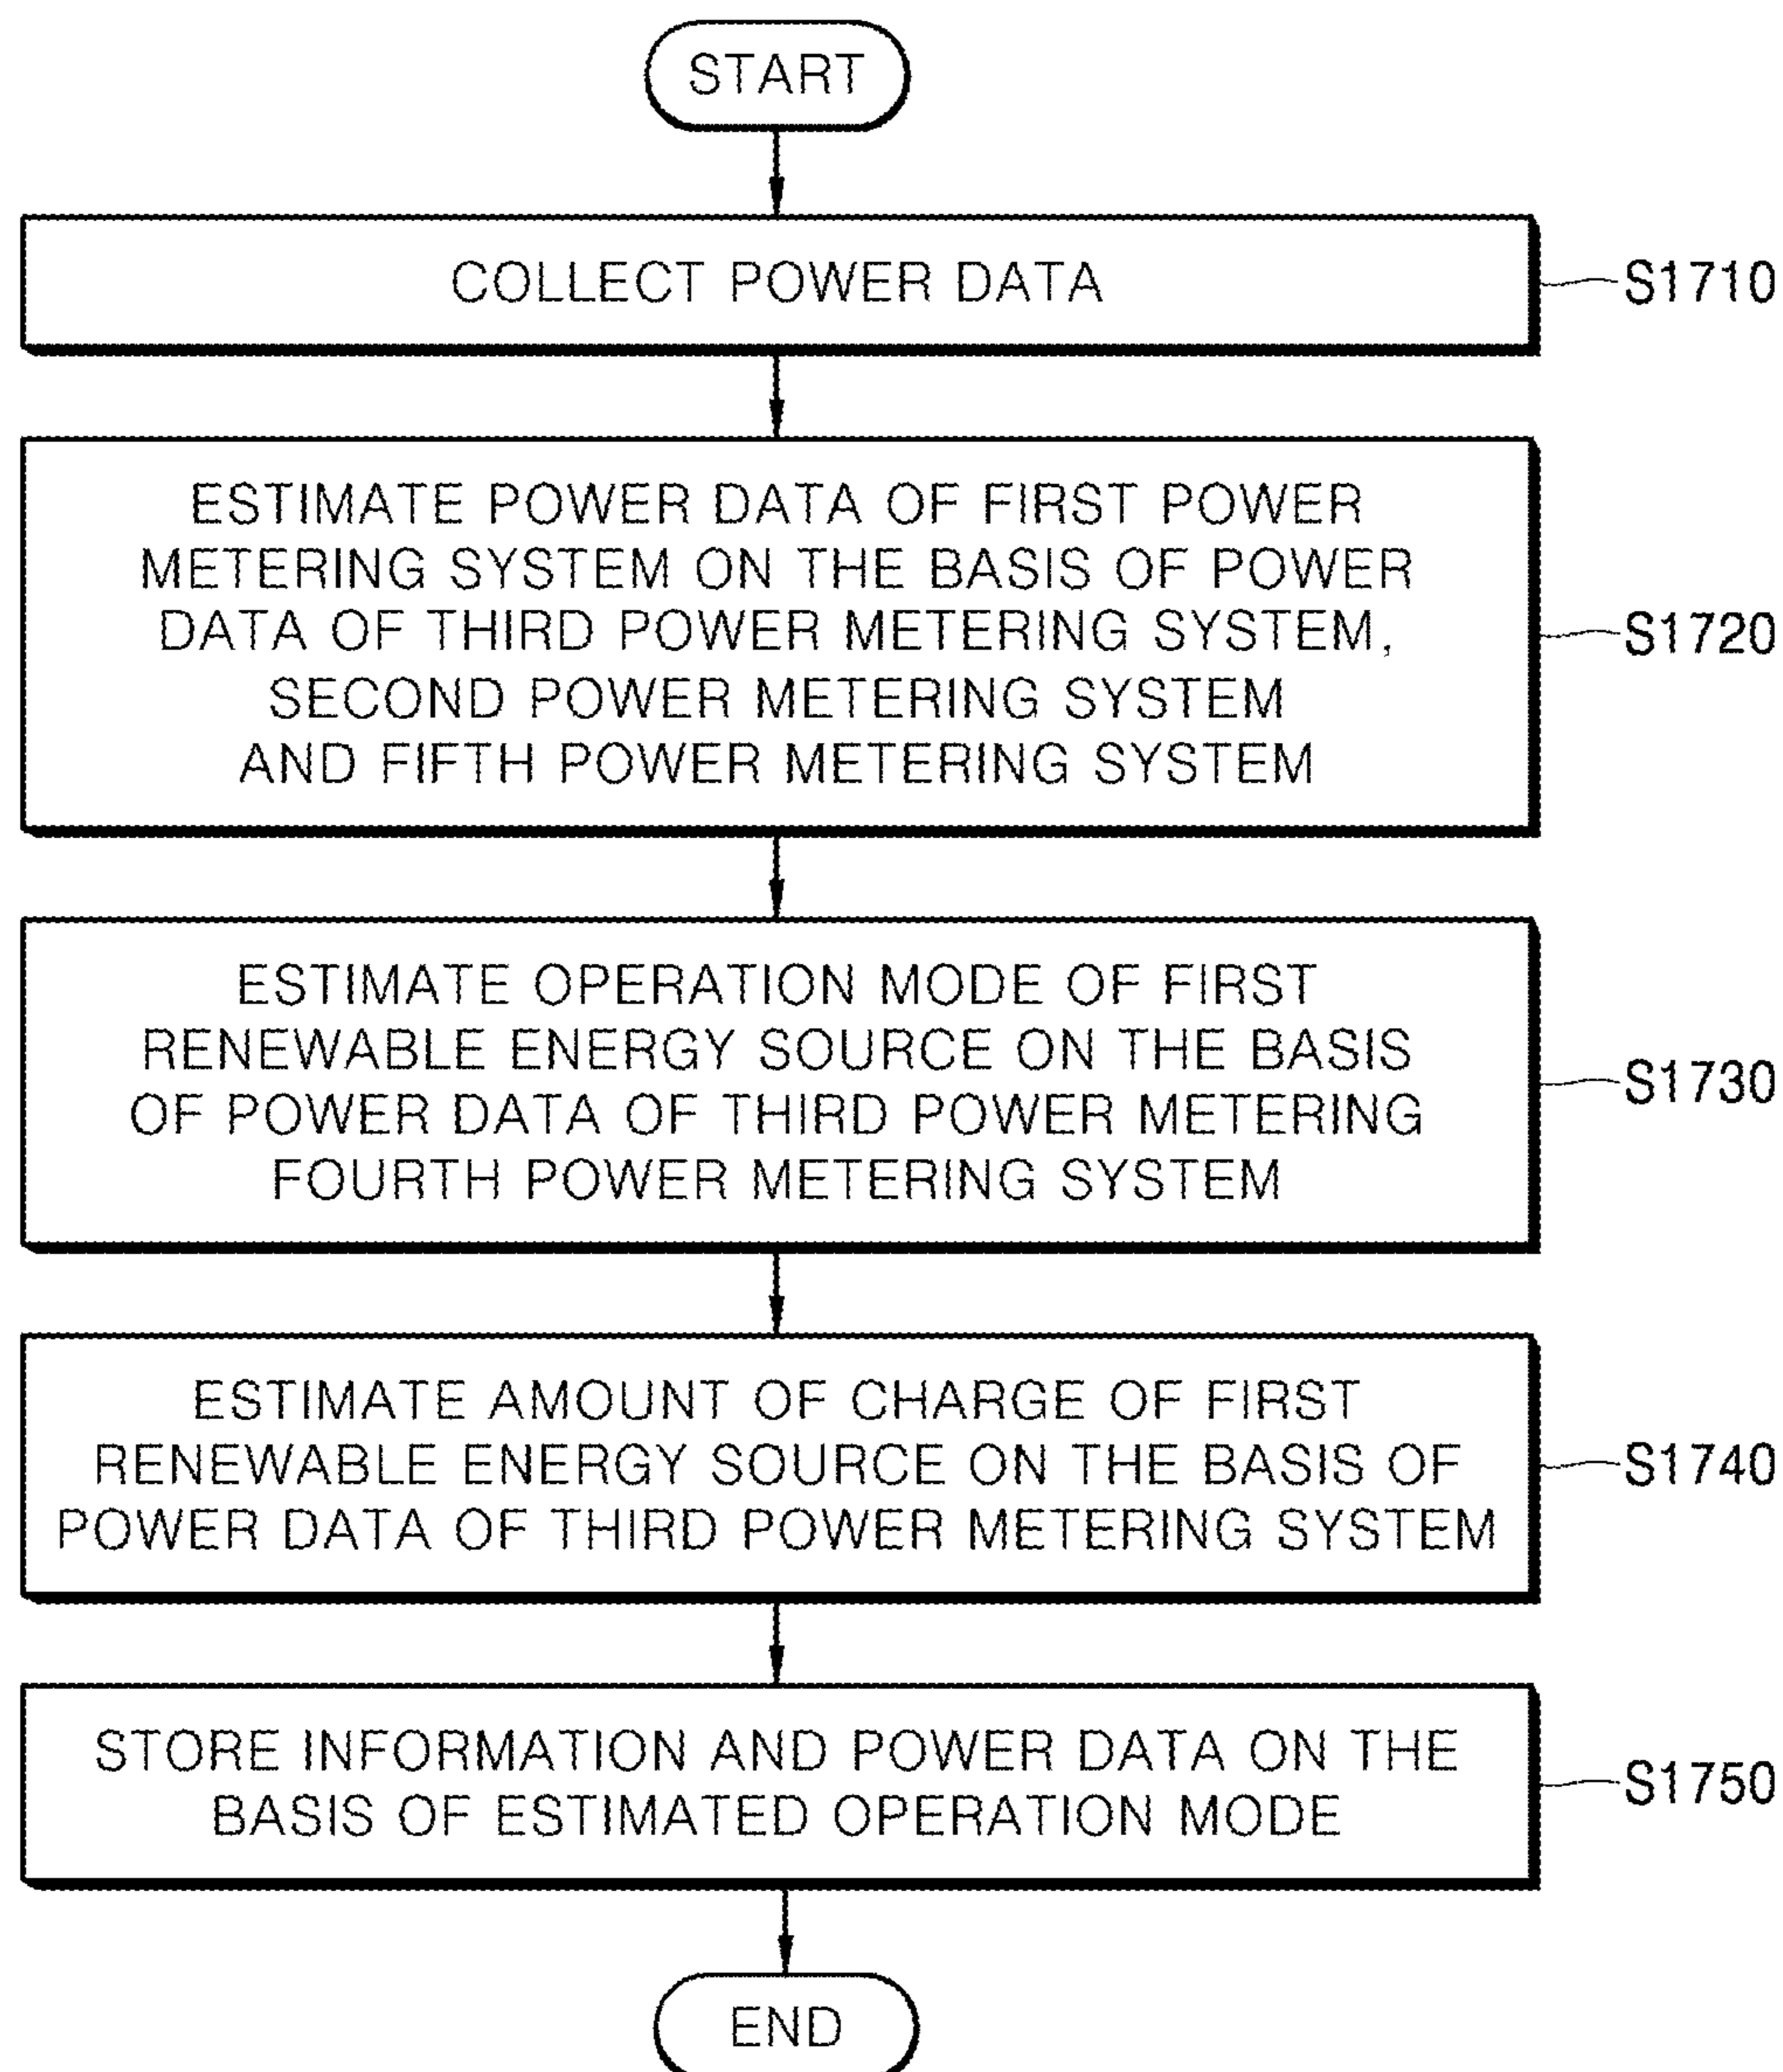 START
COLLECT POWER DATA
S1710
ESTIMATE POWER DATA OF FIRST POWER
METERING SYSTEM ON THE BASIS OF POWER
DATA OF THIRD POWER METERING SYSTEM,
SECOND POWER METERING SYSTEM
AND FIFTH POWER METERING SYSTEM
S1720
ESTIMATE OPERATION MODE OF FIRST
RENEWABLE ENERGY SOURCE ON THE BASIS
OF POWER DATA OF THIRD POWER METERING
FOURTH POWER METERING SYSTEM
S1730
ESTIMATE AMOUNT OF CHARGE OF FIRST
RENEWABLE ENERGY SOURCE ON THE BASIS OF
POWER DATA OF THIRD POWER METERING SYSTEM
S1740
STORE INFORMATION AND POWER DATA ON THE
BASIS OF ESTIMATED OPERATION MODE
S1750
END